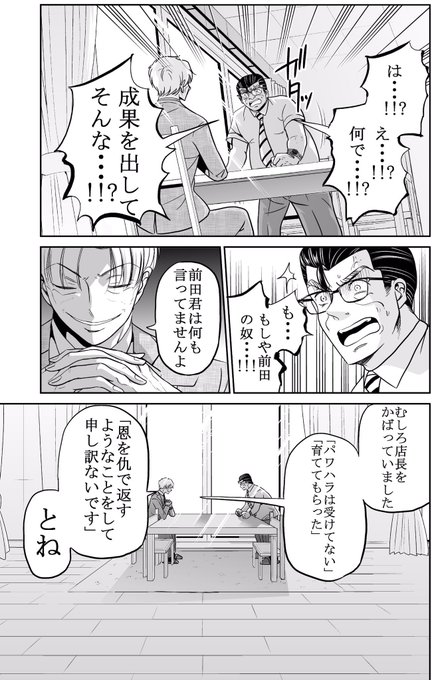 は…!!?
え…!!?
何で…!!?
ガタッ
成果を出して
そんな…!!?
も…
もしや前田
の奴…!!!
前田君は何も
言ってませんよ
むしろ店長を
かばっていました
「パワハラは受けてない」
「育ててもらった」
「恩を仇で返す
ようなことをして
申し訳ないです」
とね